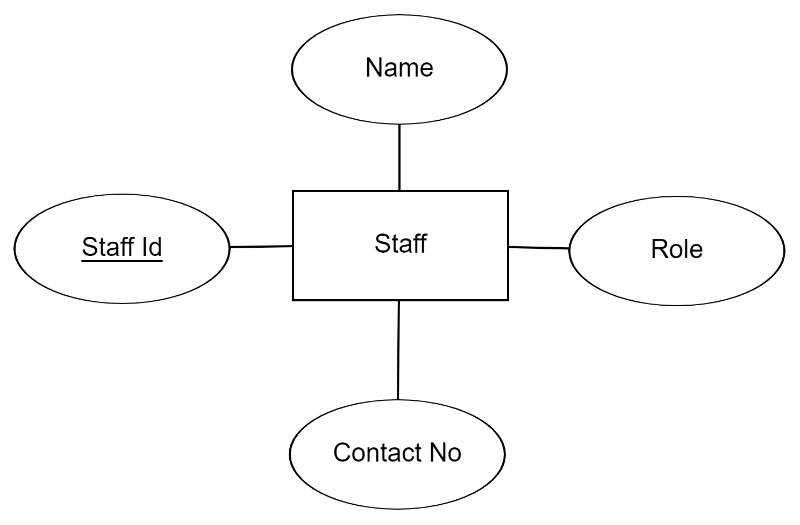 Name
Staff Id
Staff
Role
Contact No